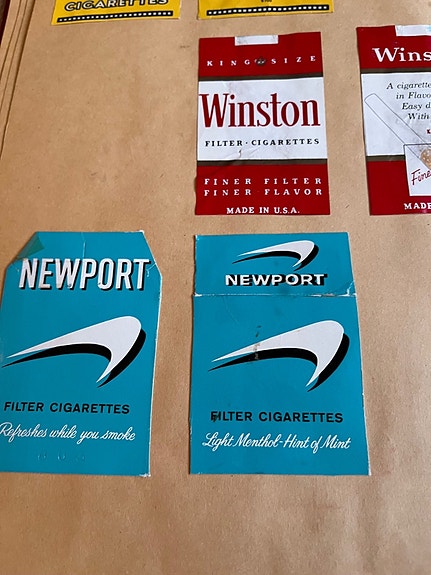 CIGARETTES
KING SIZE
Winston
FILTER · CIGARETTES
FINER FILTER
FINER FLAVOR
MADE IN U.S.A.
Wins
A cigarette
in Flavo
Easy d
With
Fine
MADE
NEWPORT
FILTER CIGARETTES
Refreshes while you smoke
NEWPORT
FILTER CIGARETTES
Light Menthol-Hint of Mint